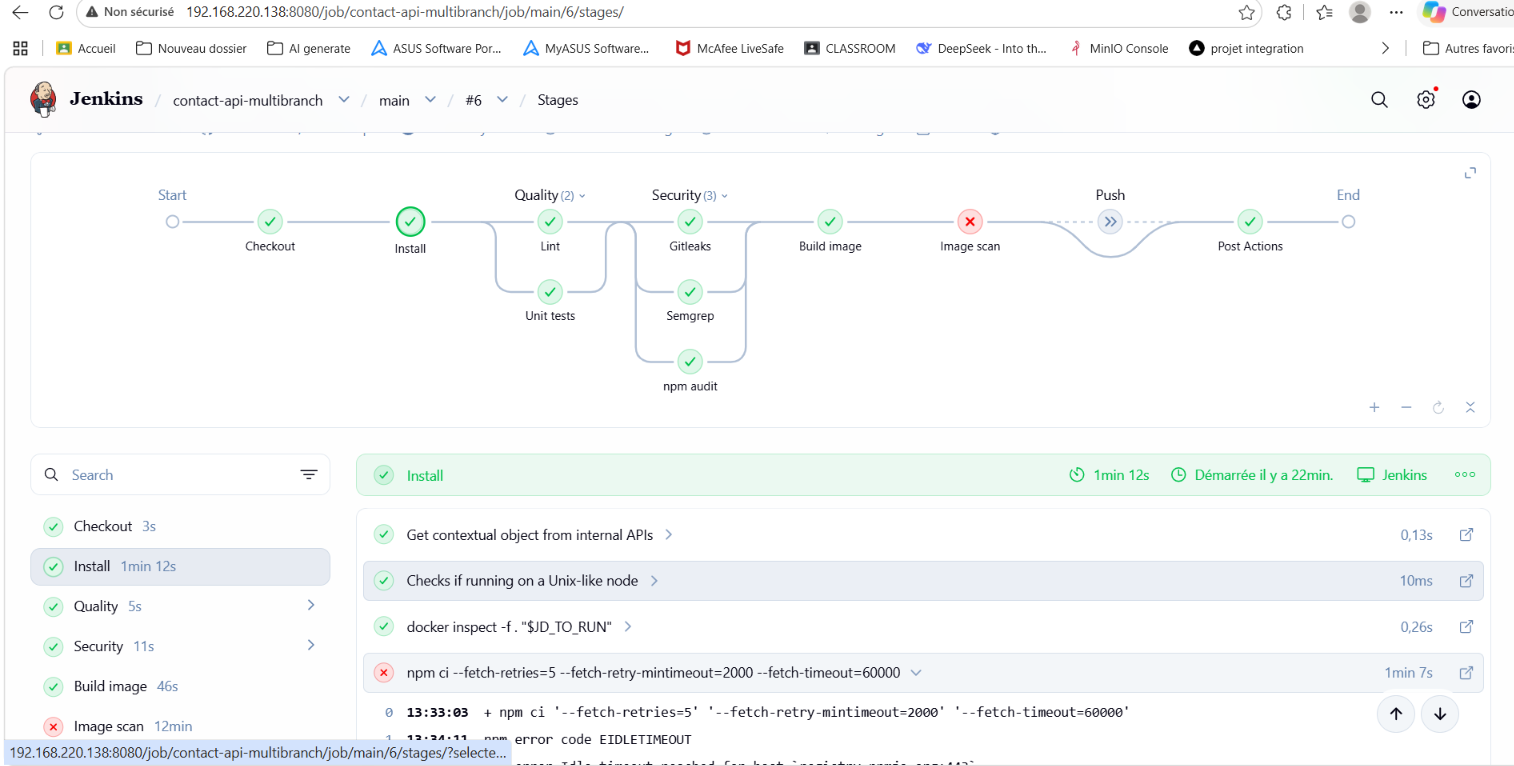 Non sécurisé 192.168.220.138:8080/job/contact-api-multibranch/job/main/6/stages/ Conversatio
Accueil Nouveau dossier AI generate ASUS Software Por... MyASUS Software... McAfee LiveSafe CLASSROOM DeepSeek - Into th... MinIO Console projet integration Autres favoris
Jenkins / contact-api-multibranch / main / #6 / Stages
Start Quality (2) Security (3) Push End
Checkout Install Lint Gitleaks Build image Image scan Post Actions
Unit tests Semgrep
npm audit
Search
Install 1min 12s Démarrée il y a 22min. Jenkins
Checkout 3s
Install 1min 12s
Quality 5s
Security 11s
Build image 46s
Image scan 12min
Get contextual object from internal APIs 0,13s
Checks if running on a Unix-like node 10ms
docker inspect -f . "$JD_TO_RUN" 0,26s
npm ci --fetch-retries=5 --fetch-retry-mintimeout=2000 --fetch-timeout=60000 1min 7s
0 13:33:03 + npm ci '--fetch-retries=5' '--fetch-retry-mintimeout=2000' '--fetch-timeout=60000'
1 13:34:11 npm error code EIDLETIMEOUT
192.168.220.138:8080/job/contact-api-multibranch/job/main/6/stages/?selecte...